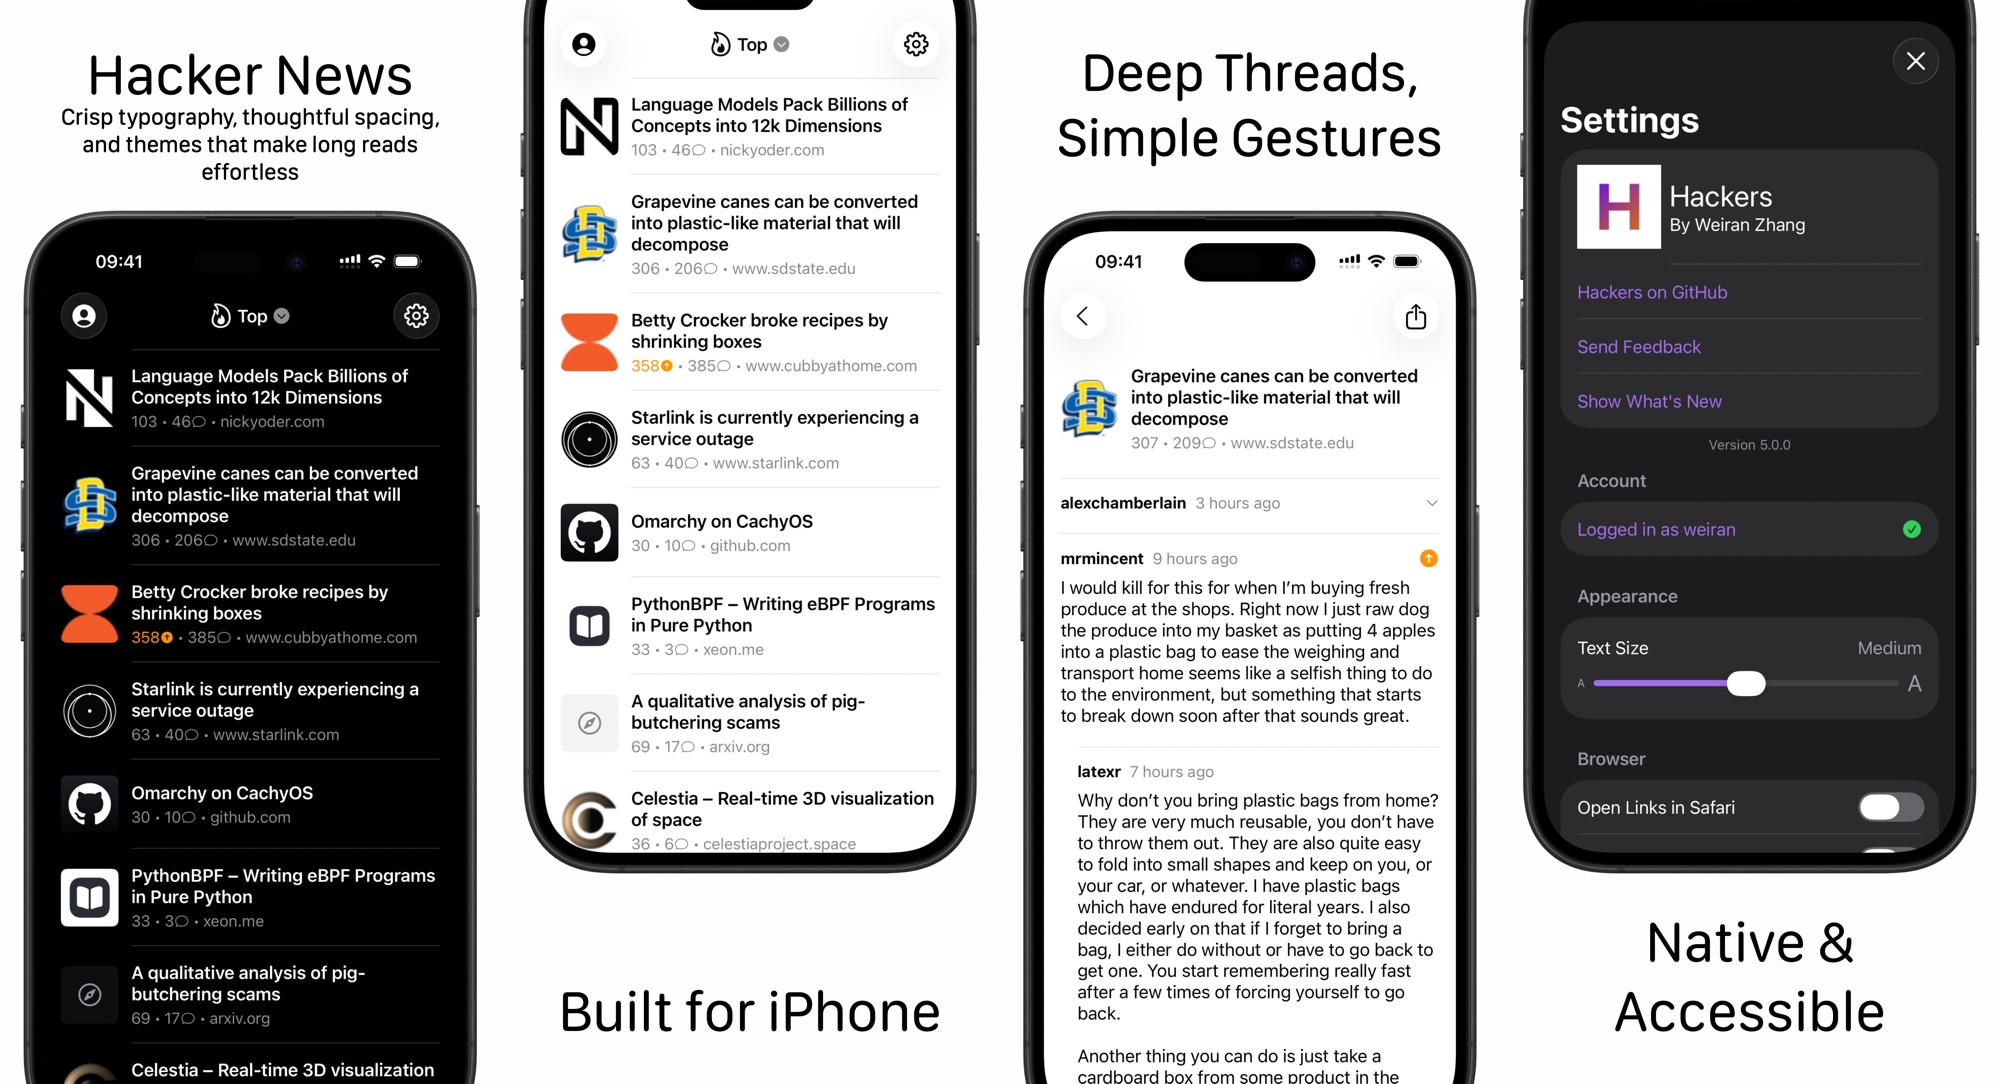 Hacker News
Crisp typography, thoughtful spacing,
and themes that make long reads
effortless
09:41
Top
Language Models Pack Billions of
Concepts into 12k Dimensions
103 • 46 • nickyoder.com
Grapevine canes can be converted
into plastic-like material that will
decompose
306 • 206 • www.sdstate.edu
Betty Crocker broke recipes by
shrinking boxes
358 • 385 • www.cubbyathome.com
Starlink is currently experiencing a
service outage
63 • 40 • www.starlink.com
Omarchy on CachyOS
30 • 10 • github.com
PythonBPF – Writing eBPF Programs
in Pure Python
33 • 3 • xeon.me
A qualitative analysis of pig-
butchering scams
69 • 17 • arxiv.org
Celestia – Real-time 3D visualization
Top
Language Models Pack Billions of
Concepts into 12k Dimensions
103 • 46 • nickyoder.com
Grapevine canes can be converted
into plastic-like material that will
decompose
306 • 206 • www.sdstate.edu
Betty Crocker broke recipes by
shrinking boxes
358 • 385 • www.cubbyathome.com
Starlink is currently experiencing a
service outage
63 • 40 • www.starlink.com
Omarchy on CachyOS
30 • 10 • github.com
PythonBPF – Writing eBPF Programs
in Pure Python
33 • 3 • xeon.me
A qualitative analysis of pig-
butchering scams
69 • 17 • arxiv.org
Celestia – Real-time 3D visualization
of space
36 • 6 • celestiaproject.space
Built for iPhone
Deep Threads,
Simple Gestures
09:41
Grapevine canes can be converted
into plastic-like material that will
decompose
307 • 209 • www.sdstate.edu
alexchamberlain 3 hours ago
mrmincent 9 hours ago
I would kill for this for when I’m buying fresh
produce at the shops. Right now I just raw dog
the produce into my basket as putting 4 apples
into a plastic bag to ease the weighing and
transport home seems like a selfish thing to do
to the environment, but something that starts
to break down soon after that sounds great.
latexr 7 hours ago
Why don’t you bring plastic bags from home?
They are very much reusable, you don’t have
to throw them out. They are also quite easy
to fold into small shapes and keep on you, or
your car, or whatever. I have plastic bags
which have endured for literal years. I also
decided early on that if I forget to bring a
bag, I either do without or have to go back to
get one. You start remembering really fast
after a few times of forcing yourself to go
back.
Another thing you can do is just take a
cardboard box from some product in the
Settings
H
Hackers
By Weiran Zhang
Hackers on GitHub
Send Feedback
Show What's New
Version 5.0.0
Account
Logged in as weiran
Appearance
Text Size Medium
A A
Browser
Open Links in Safari
Native &
Accessible